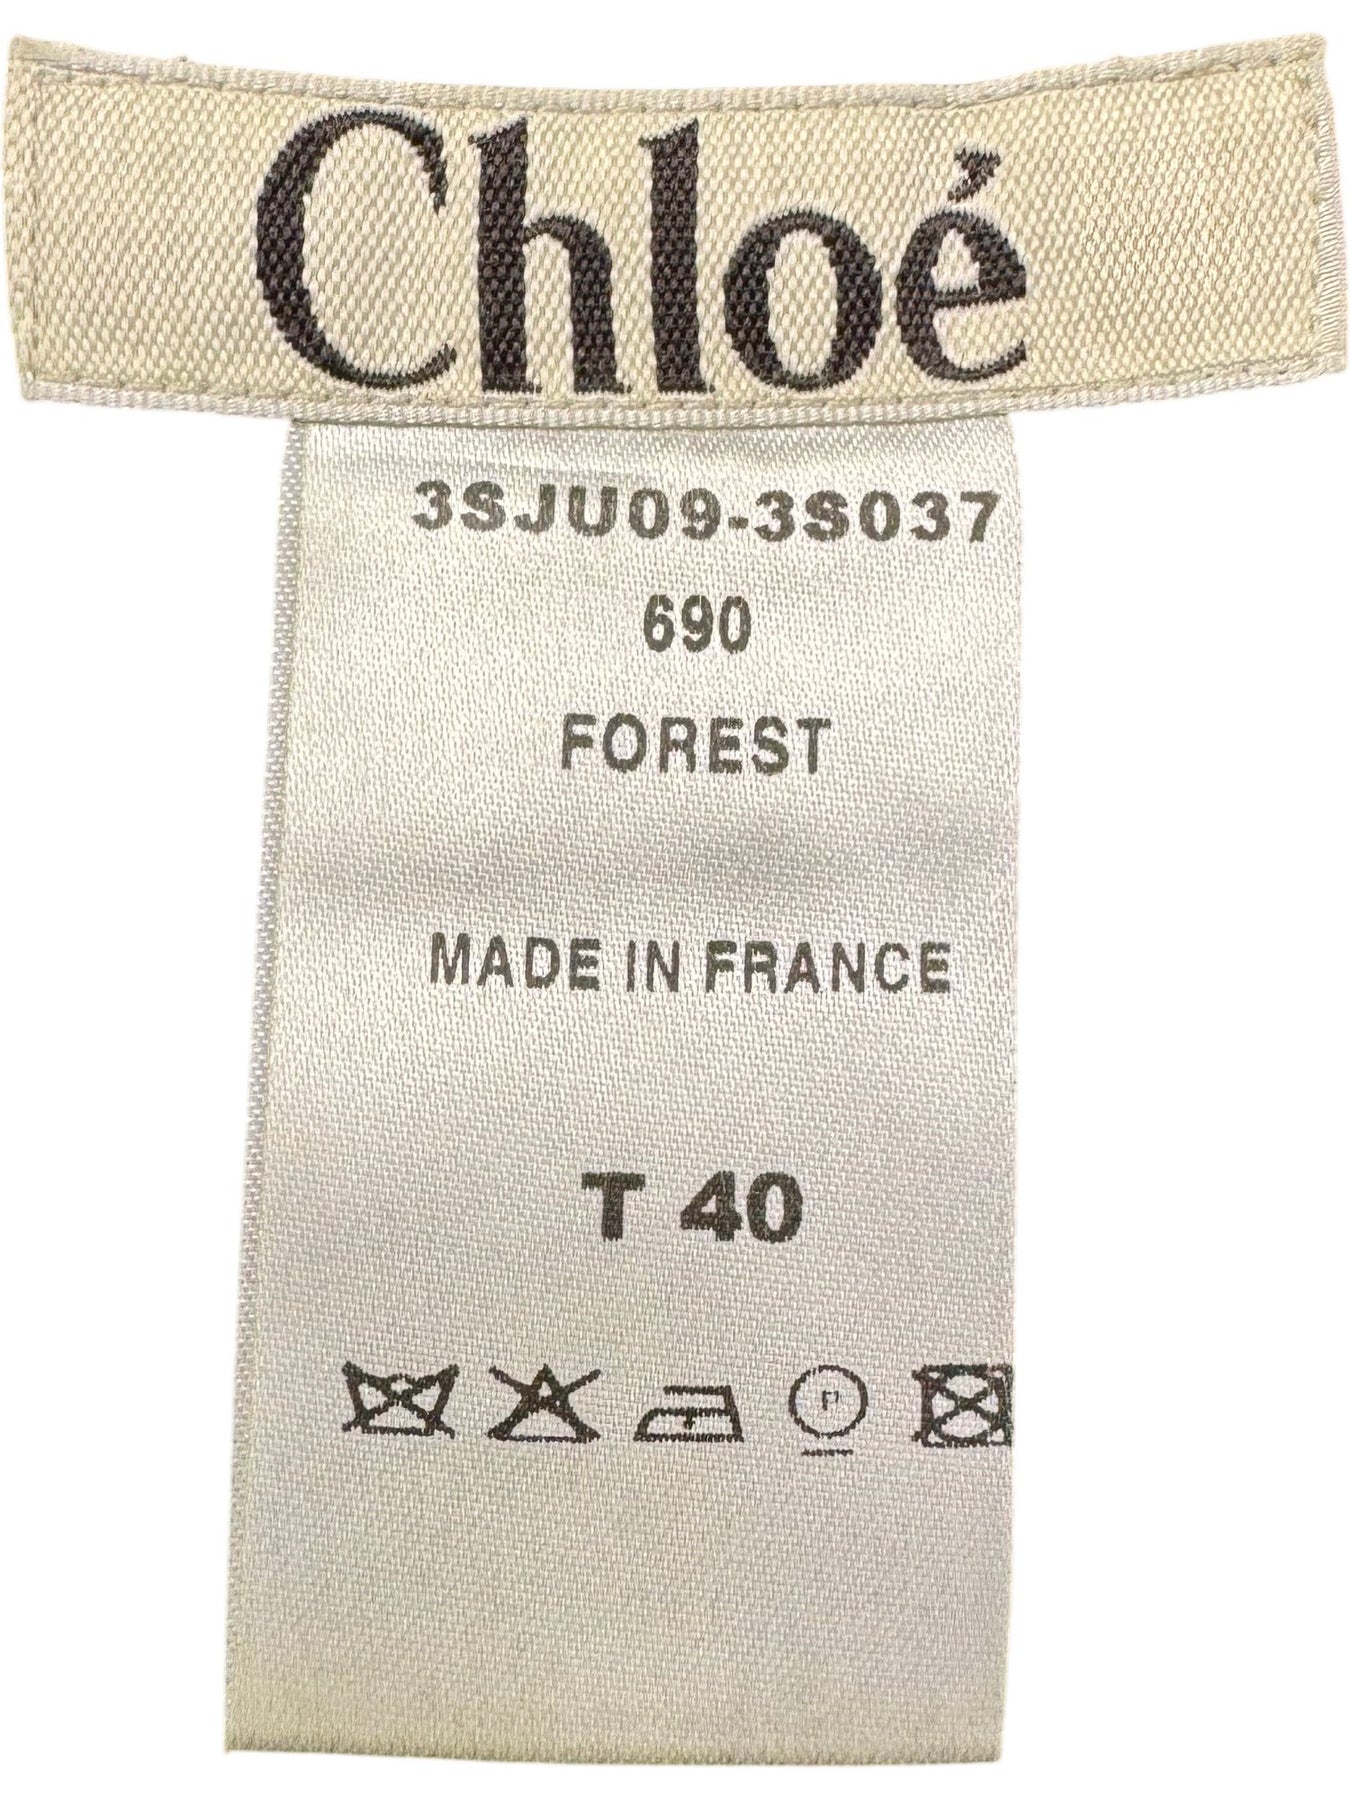 Chloé
3SJU09-3S037
690
FOREST
MADE IN FRANCE
T 40
P